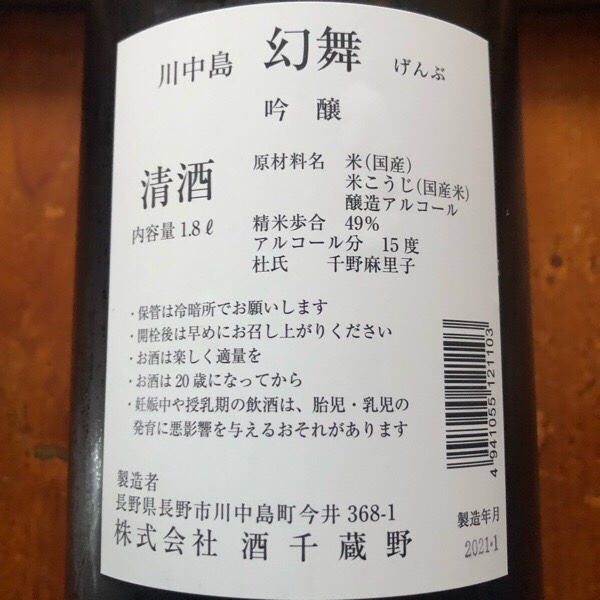 川中島 幻舞 げんぶ
吟醸
清酒
内容量 1.8ℓ
原材料名 米(国産)
米こうじ(国産米)
醸造アルコール
精米歩合 49%
アルコール分 15度
杜氏 千野麻里子
・保管は冷暗所でお願いします
・開栓後は早めにお召し上がりください
・お酒は楽しく適量を
・お酒は20歳になってから
・妊娠中や授乳期の飲酒は、胎児・乳児の
発育に悪影響を与えるおそれがあります
4 941055 121103
製造者
長野県長野市川中島町今井 368-1
株式会社 酒千蔵野
製造年月
2021·1